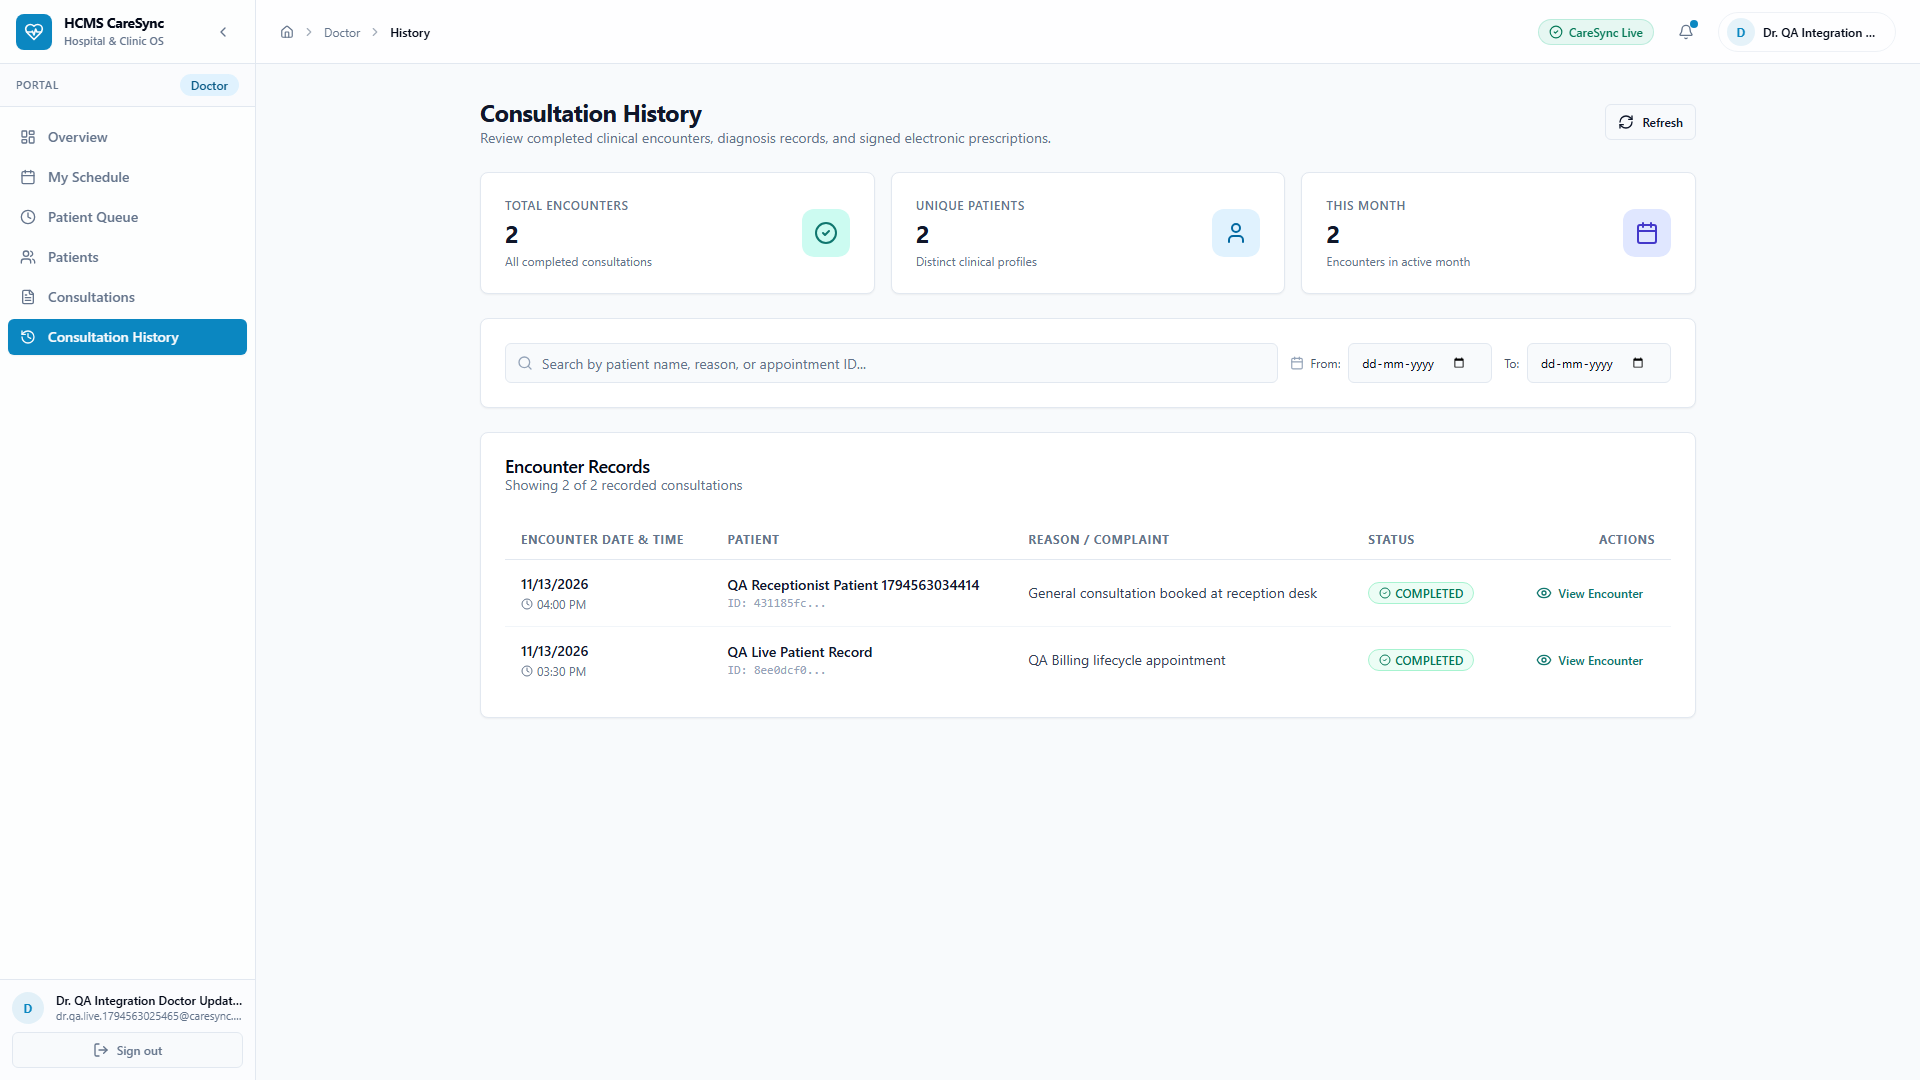 HCMS CareSync
Hospital & Clinic OS
PORTAL
Doctor
Overview
My Schedule
Patient Queue
Patients
Consultations
Consultation History
Dr. QA Integration Doctor Updat...
dr.qa.live.1794563025465@caresync....
Sign out
Doctor
History
CareSync Live
D
Dr. QA Integration ...
Consultation History
Review completed clinical encounters, diagnosis records, and signed electronic prescriptions.
Refresh
TOTAL ENCOUNTERS
2
All completed consultations
UNIQUE PATIENTS
2
Distinct clinical profiles
THIS MONTH
2
Encounters in active month
Search by patient name, reason, or appointment ID...
From:
dd-mm-yyyy
To:
dd-mm-yyyy
Encounter Records
Showing 2 of 2 recorded consultations
ENCOUNTER DATE & TIME PATIENT REASON / COMPLAINT STATUS ACTIONS
11/13/2026
04:00 PM
QA Receptionist Patient 1794563034414
ID: 431185fc...
General consultation booked at reception desk
COMPLETED
View Encounter
11/13/2026
03:30 PM
QA Live Patient Record
ID: 8ee0dcf0...
QA Billing lifecycle appointment
COMPLETED
View Encounter
D